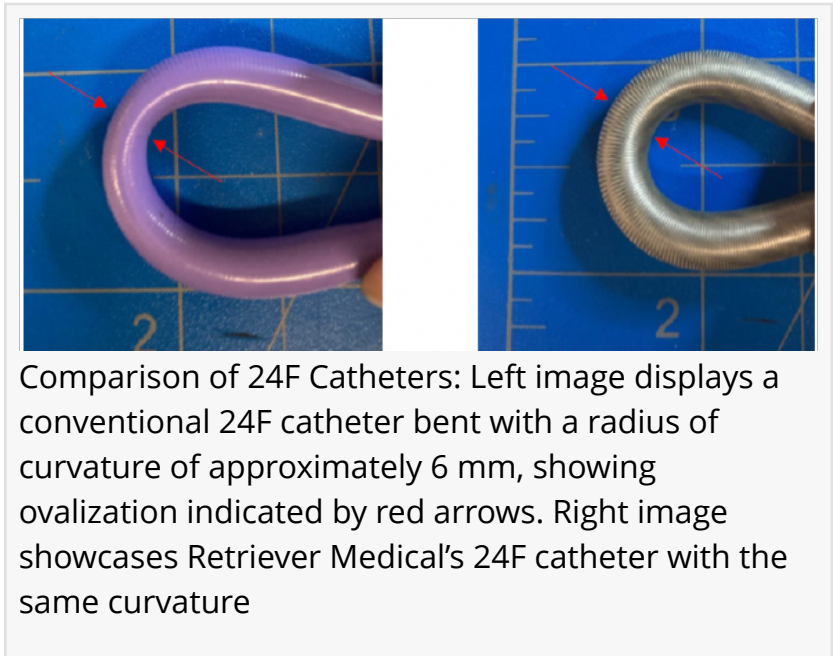 2
2
Comparison of 24F Catheters: Left image displays a
conventional 24F catheter bent with a radius of
curvature of approximately 6 mm, showing
ovalization indicated by red arrows. Right image
showcases Retriever Medical’s 24F catheter with the
same curvature